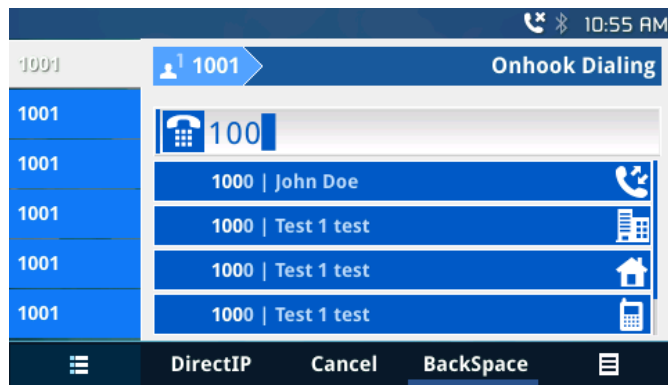 10:55 AM
1001
1 1001
Onhook Dialing
1001
1001
1001
1001
1001
100
1000 | John Doe
1000 | Test 1 test
1000 | Test 1 test
1000 | Test 1 test
DirectIP
Cancel
BackSpace